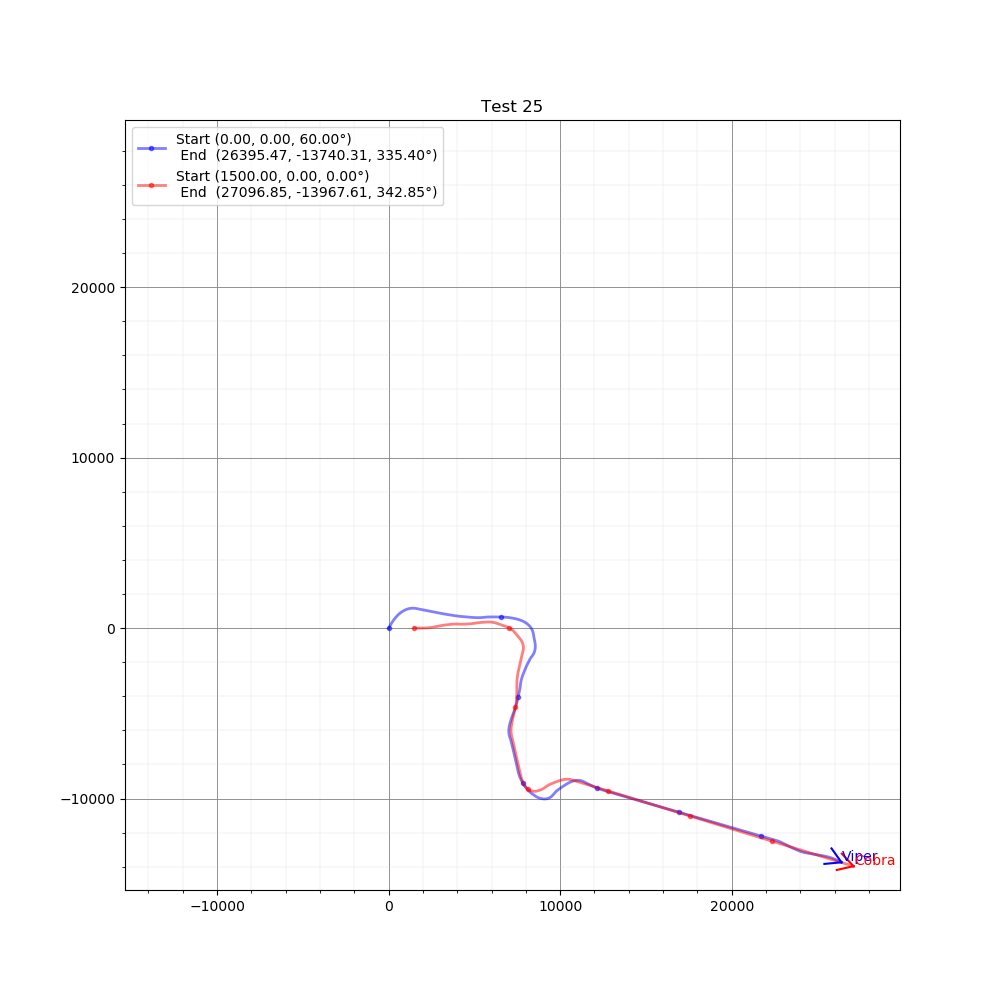 Test 25
Start (0.00, 0.00, 60.00°)
End (26395.47, -13740.31, 335.40°)
Start (1500.00, 0.00, 0.00°)
End (27096.85, -13967.61, 342.85°)
20000
10000
0
−10000
Viper
Cobra
−10000
0
10000
20000